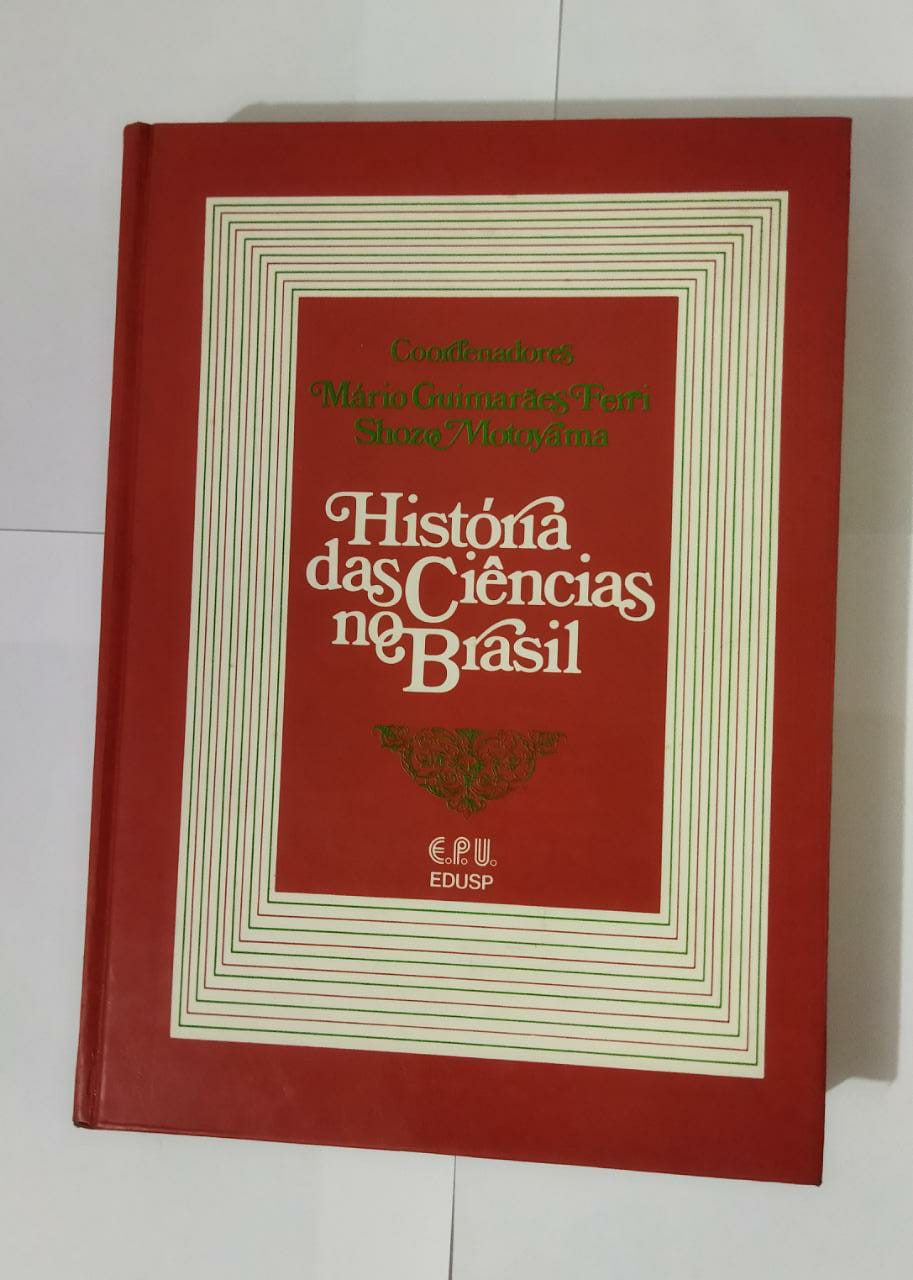 Coordenadores
Mário Guimarães Ferri
Shozo Motoyama
História
das Ciências
no Brasil
E.P.U.
EDUSP